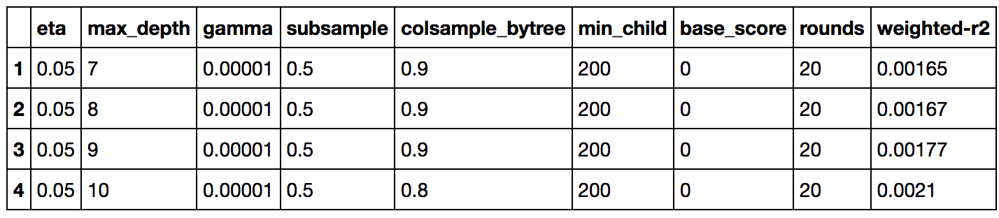 eta max_depth gamma subsample colsample_bytree min_child base_score rounds weighted-r2
1 0.05 7 0.00001 0.5 0.9 200 0 20 0.00165
2 0.05 8 0.00001 0.5 0.9 200 0 20 0.00167
3 0.05 9 0.00001 0.5 0.9 200 0 20 0.00177
4 0.05 10 0.00001 0.5 0.8 200 0 20 0.0021